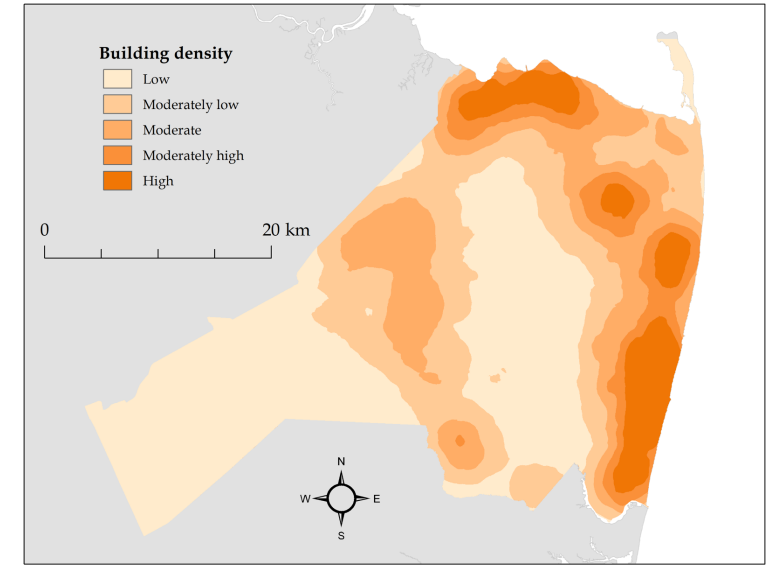 Building density
Low
Moderately low
Moderate
Moderately high
High
0 20 km
N
W E
S